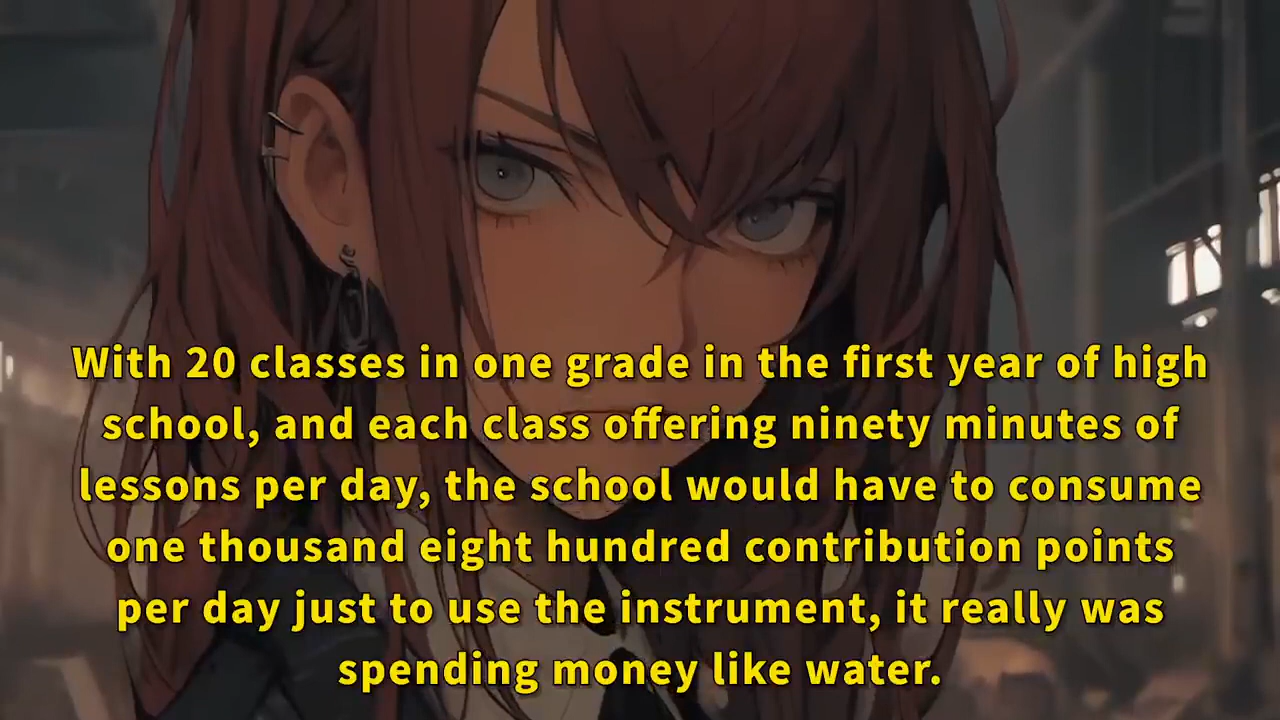 With 20 classes in one grade in the first year of high
school, and each class offering ninety minutes of
lessons per day, the school would have to consume
one thousand eight hundred contribution points
per day just to use the instrument, it really was
spending money like water.